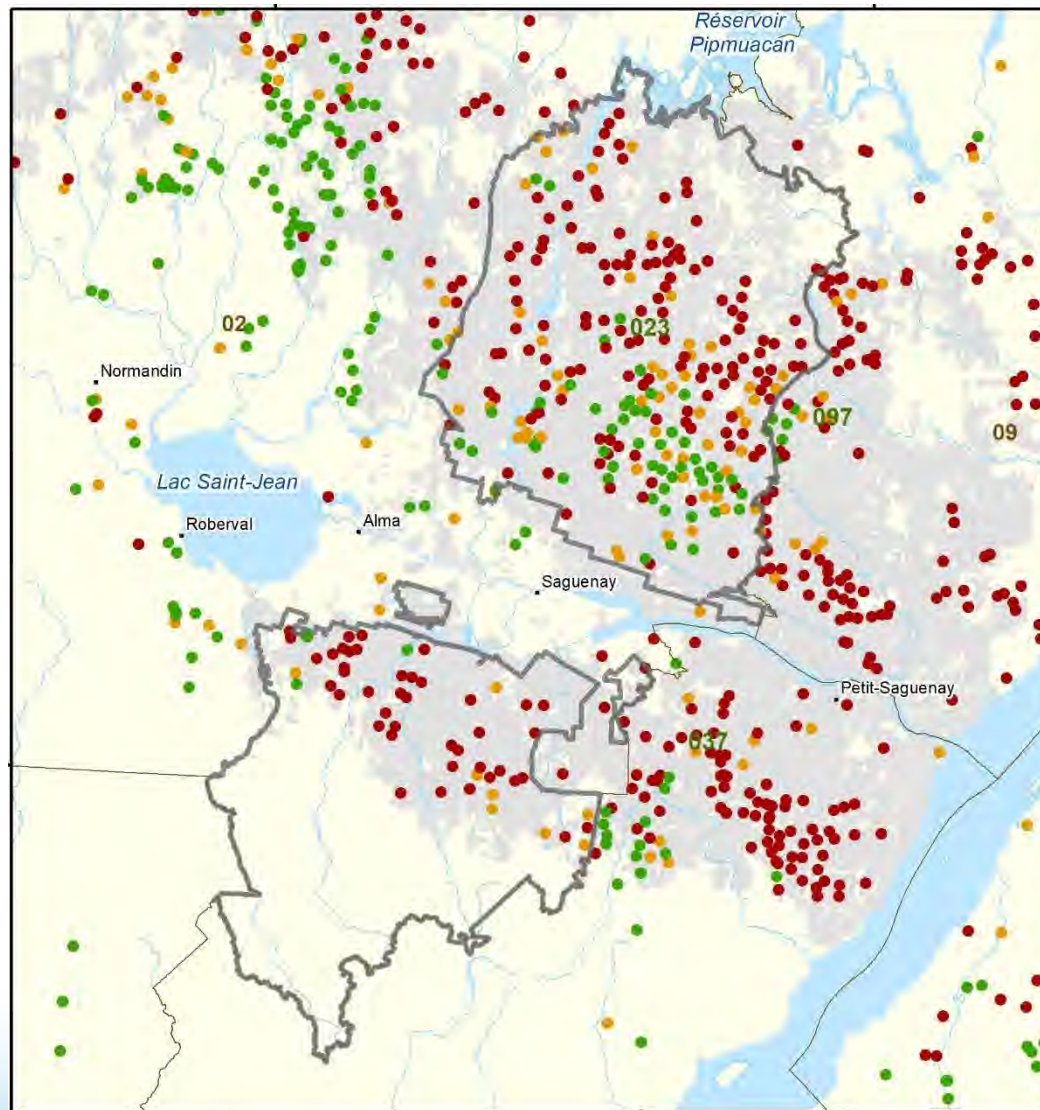 Réservoir
Pipmuacan
02
023
Normandin
097
09
Lac Saint-Jean
Roberval
Alma
Saguenay
Petit-Saguenay
037